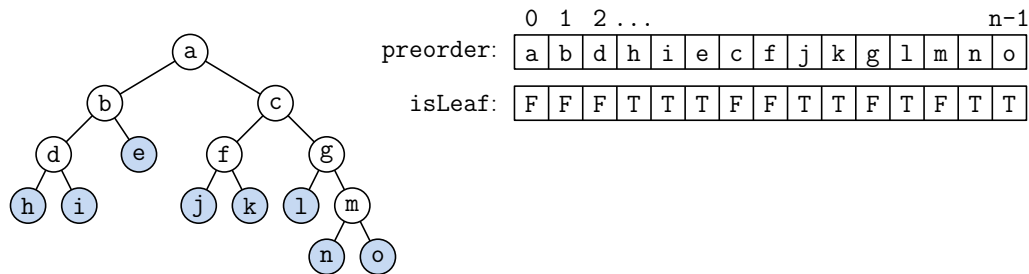 0 1 2 ... n-1
preorder: a b d h i e c f j k g l m n o
isLeaf: F F F T T T F F T T F T F T T
a
b c
d e f g
h i j k l m
n o